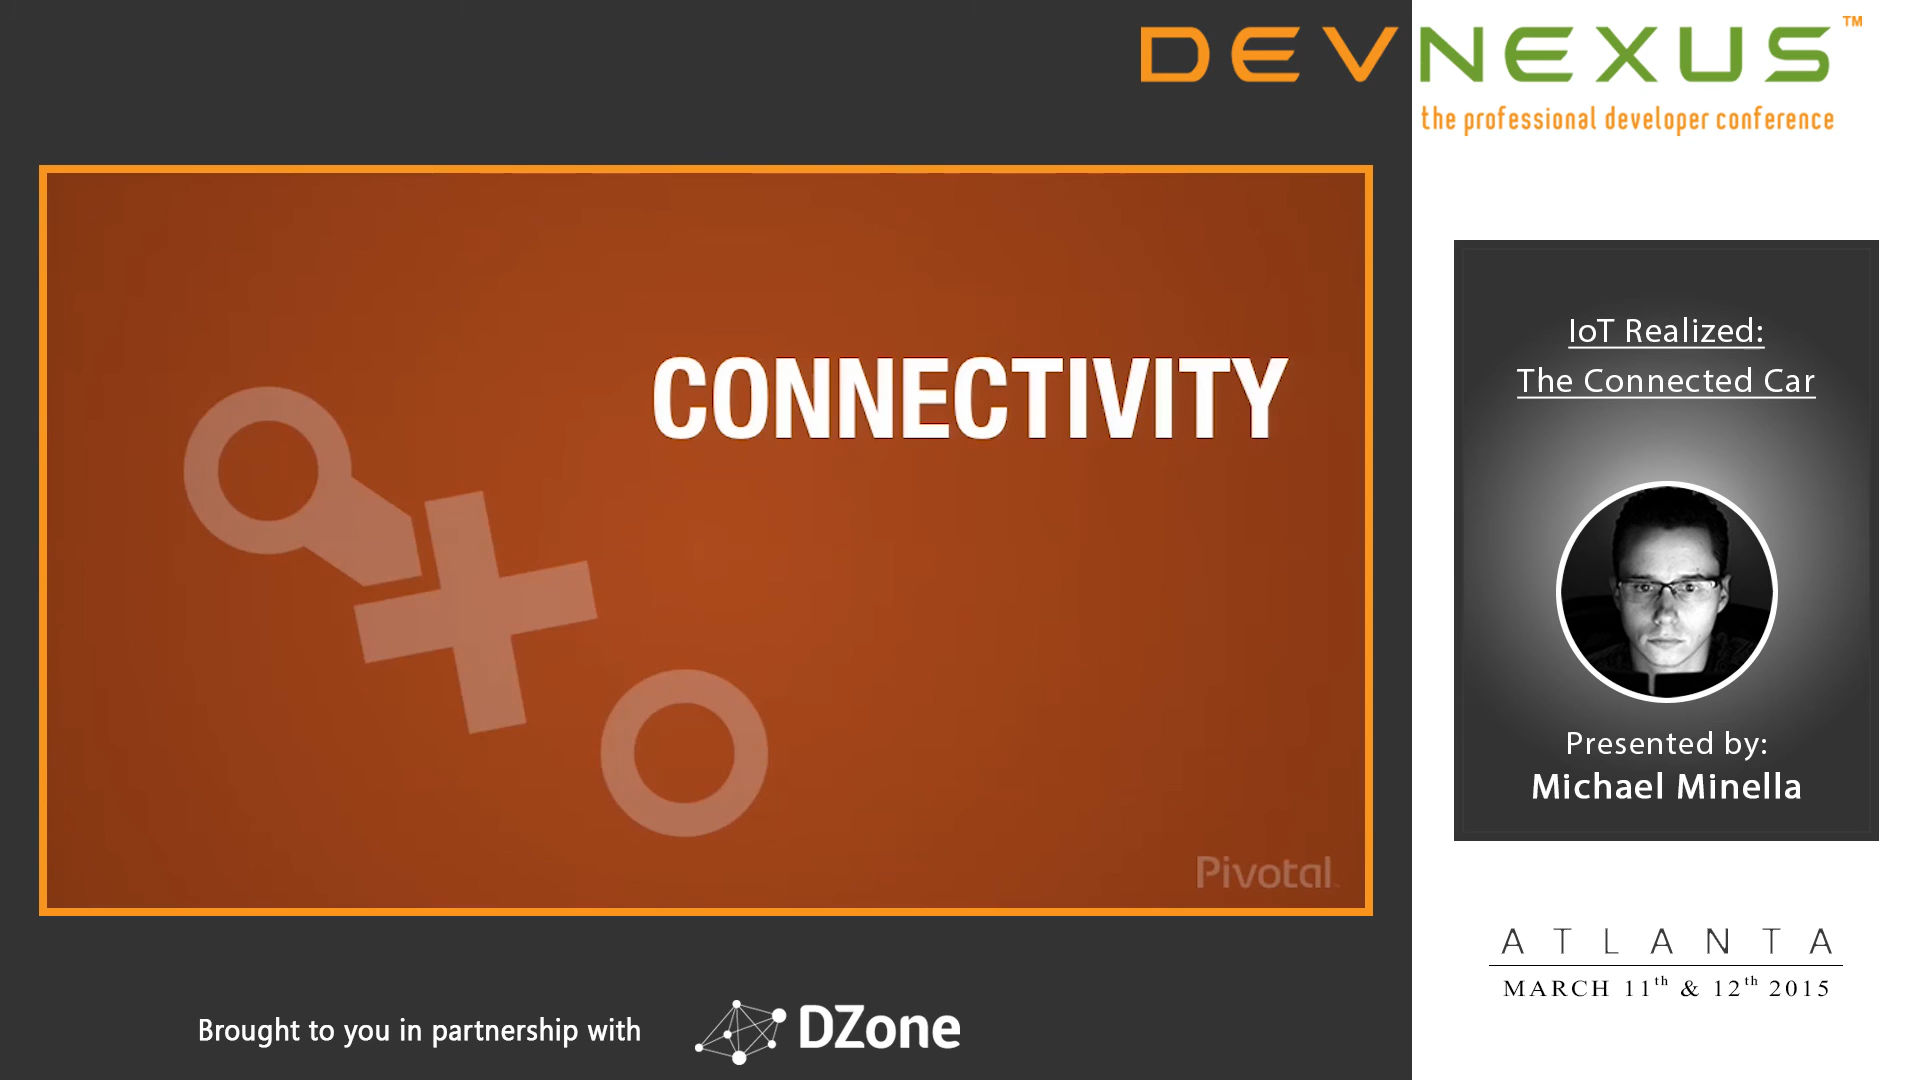 DEVNEXUS™
the professional developer conference
CONNECTIVITY
Pivotal
IoT Realized:
The Connected Car
Presented by:
Michael Minella
ATLANTA
MARCH 11th & 12th 2015
Brought to you in partnership with
DZone